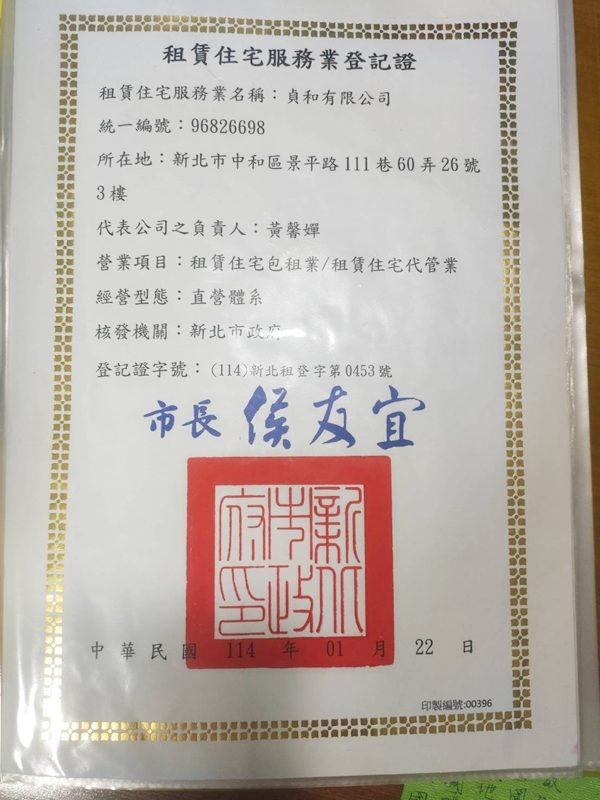 租賃住宅服務業登記證
租賃住宅服務業名稱：貞和有限公司
統一編號：96826698
所在地：新北市中和區景平路111巷60弄26號
3樓
代表公司之負責人：黃馨嬋
營業項目：租賃住宅包租業/租賃住宅代管業
經營型態：直營體系
核發機關：新北市政府
登記證字號：(114)新北租登字第0453號
市長 侯友宜
新北市政府印
中華民國 114 年 01 月 22 日
印製編號:00396